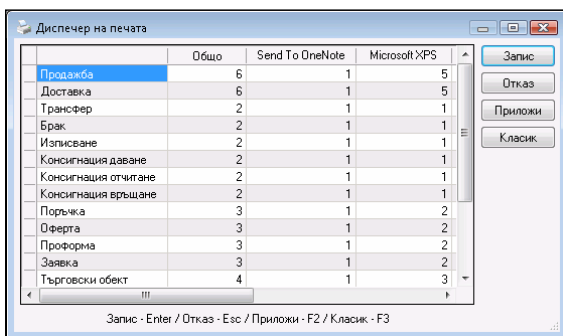 Диспечер на печата
Общо Send To OneNote Microsoft XPS
Продажба 6 1 5
Доставка 6 1 5
Трансфер 2 1 1
Брак 2 1 1
Изписване 2 1 1
Консигнация даване 2 1 1
Консигнация отчитане 2 1 1
Консигнация връщане 2 1 1
Поръчка 3 1 2
Оферта 3 1 2
Проформа 3 1 2
Заявка 3 1 2
Търговски обект 4 1 3
Запис
Отказ
Приложи
Класик
Запис - Enter / Отказ - Esc / Приложи - F2 / Класик - F3